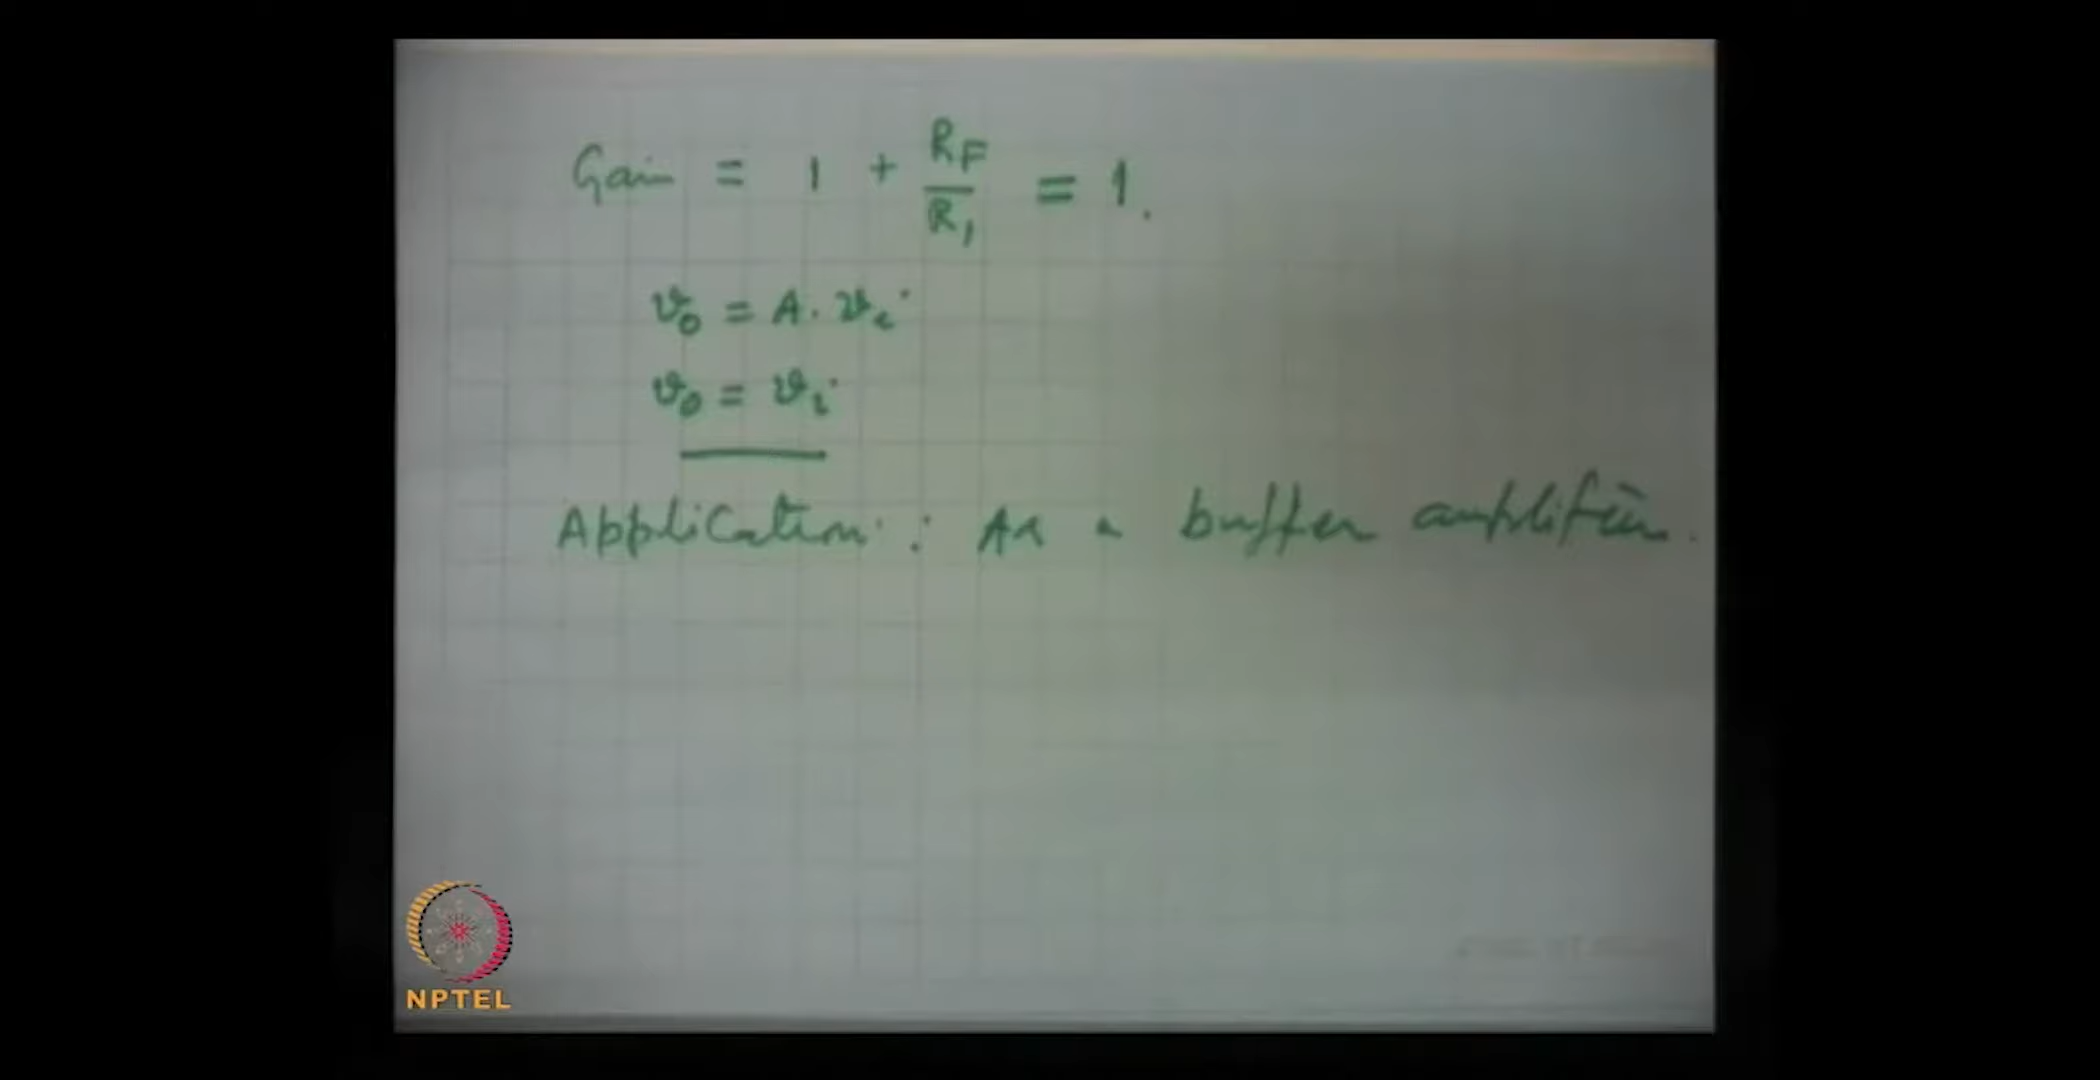 Gain = 1 + RF/R1 = 1.
v0 = A. vi
v0 = vi
Application : As a buffer amplifier.
NPTEL